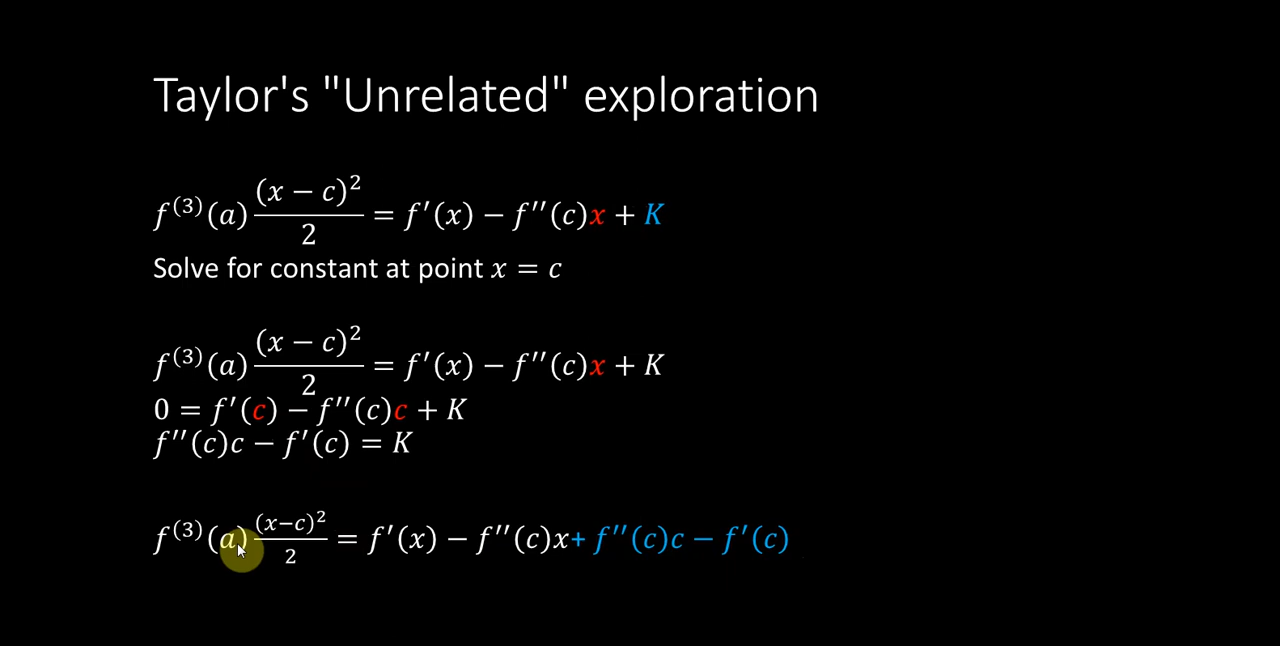 Taylor's "Unrelated" exploration
f⁽³⁾(a) (x − c)²/2 = f′(x) − f″(c)x + K
Solve for constant at point x = c
f⁽³⁾(a) (x − c)²/2 = f′(x) − f″(c)x + K
0 = f′(c) − f″(c)c + K
f″(c)c − f′(c) = K
f⁽³⁾(a) (x−c)²/2 = f′(x) − f″(c)x+ f″(c)c − f′(c)